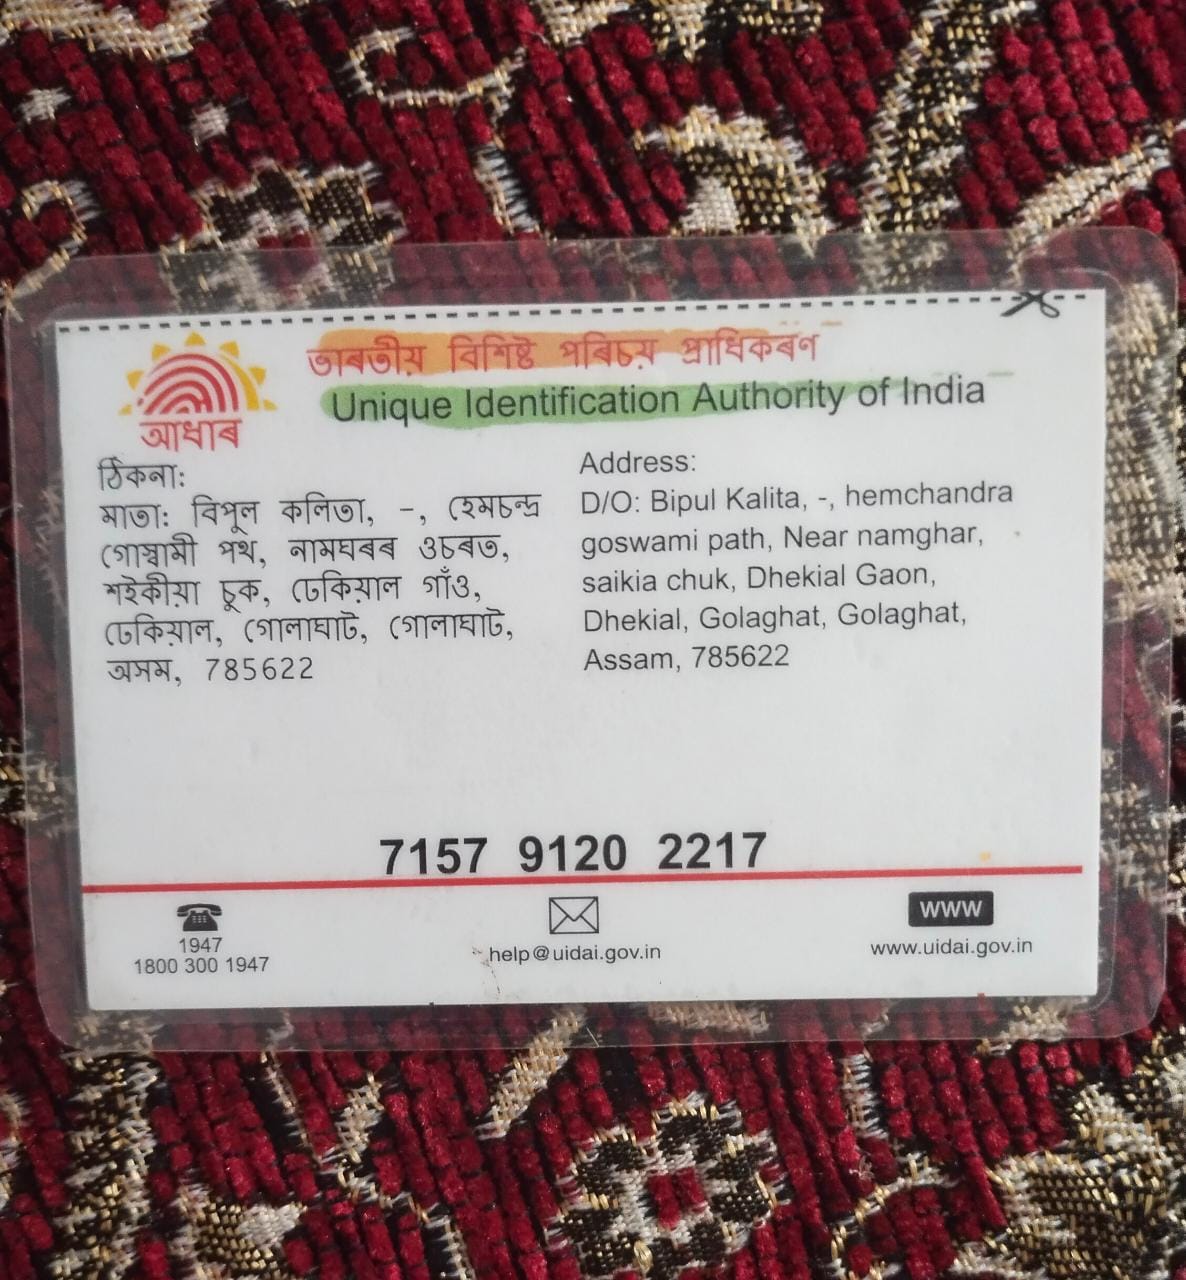 ভাৰতীয় বিশিষ্ট পৰিচয় প্ৰাধিকৰণ
Unique Identification Authority of India
আধাৰ
ঠিকনা:
মাতা: বিপুল কলিতা, -, হেমচন্দ্ৰ
গোস্বামী পথ, নামঘৰৰ ওচৰত,
শইকীয়া চুক, ঢেকিয়াল গাঁও,
ঢেকিয়াল, গোলাঘাট, গোলাঘাট,
অসম, 785622
Address:
D/O: Bipul Kalita, -, hemchandra
goswami path, Near namghar,
saikia chuk, Dhekial Gaon,
Dhekial, Golaghat, Golaghat,
Assam, 785622
7157 9120 2217
1947
1800 300 1947
help@uidai.gov.in
www
www.uidai.gov.in